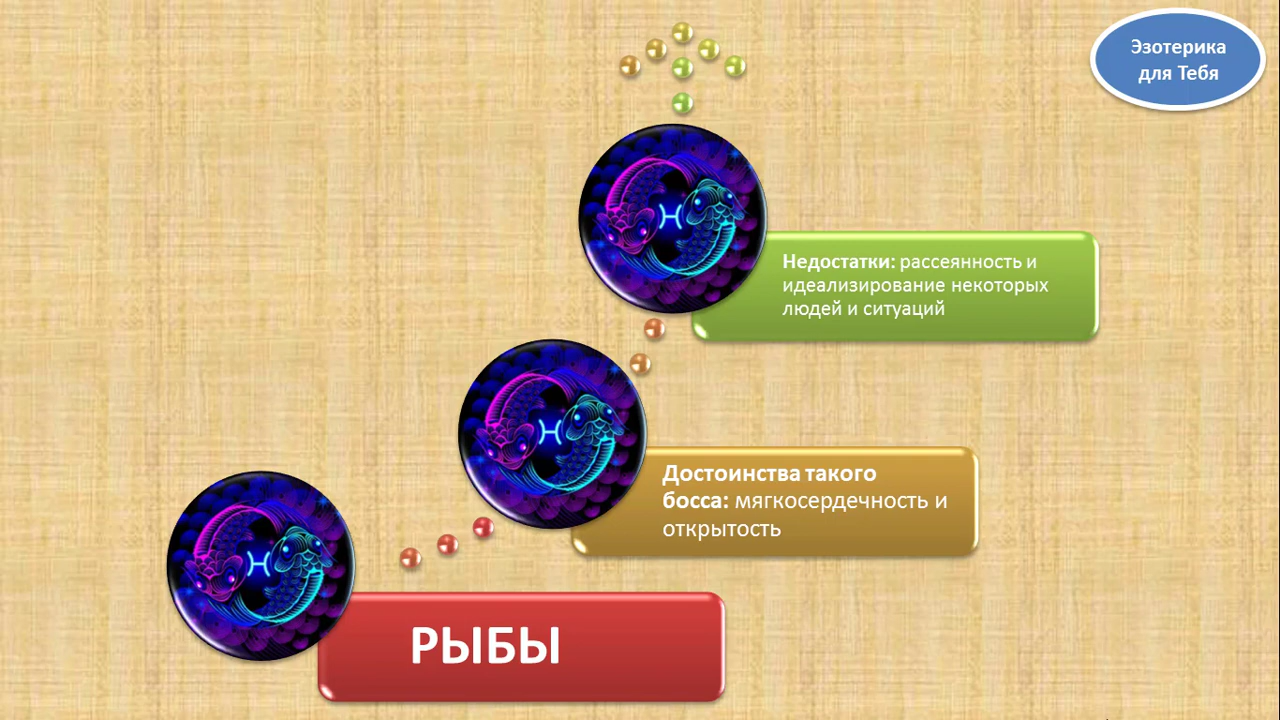 Эзотерика
для Тебя
Недостатки: рассеянность и
идеализирование некоторых
людей и ситуаций
Достоинства такого
босса: мягкосердечность и
открытость
РЫБЫ